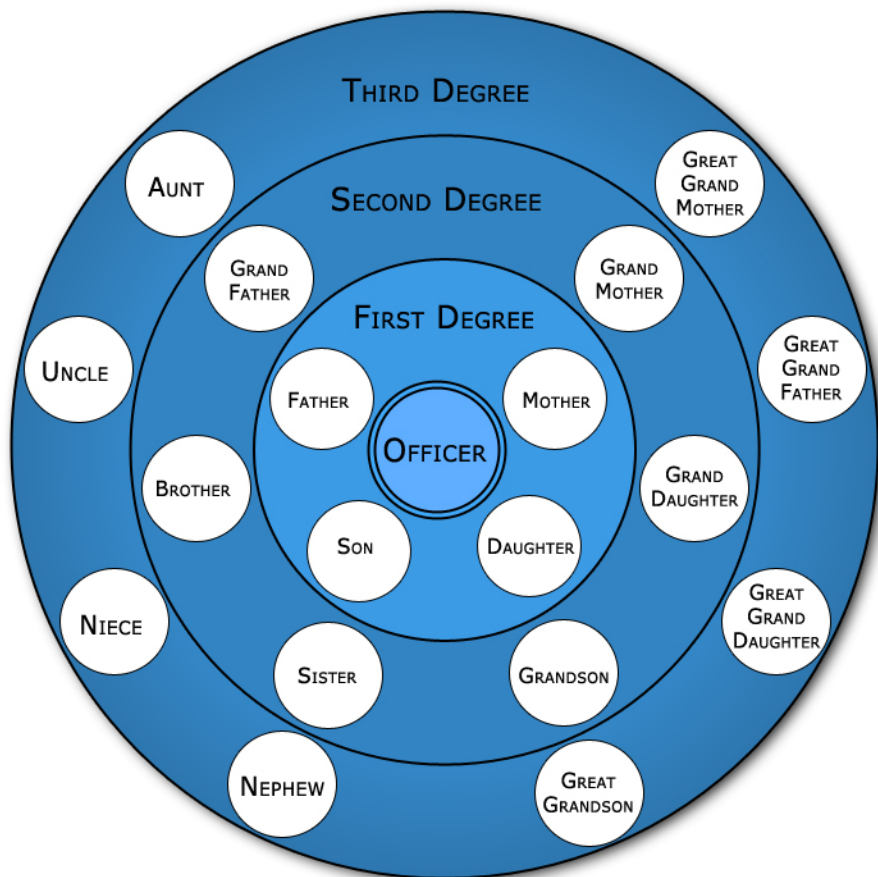 Third Degree
Aunt
Great
Grand
Mother
Second Degree
Grand
Father
Grand
Mother
First Degree
Uncle
Great
Grand
Father
Father
Mother
Officer
Brother
Grand
Daughter
Son
Daughter
Niece
Great
Grand
Daughter
Sister
Grandson
Nephew
Great
Grandson